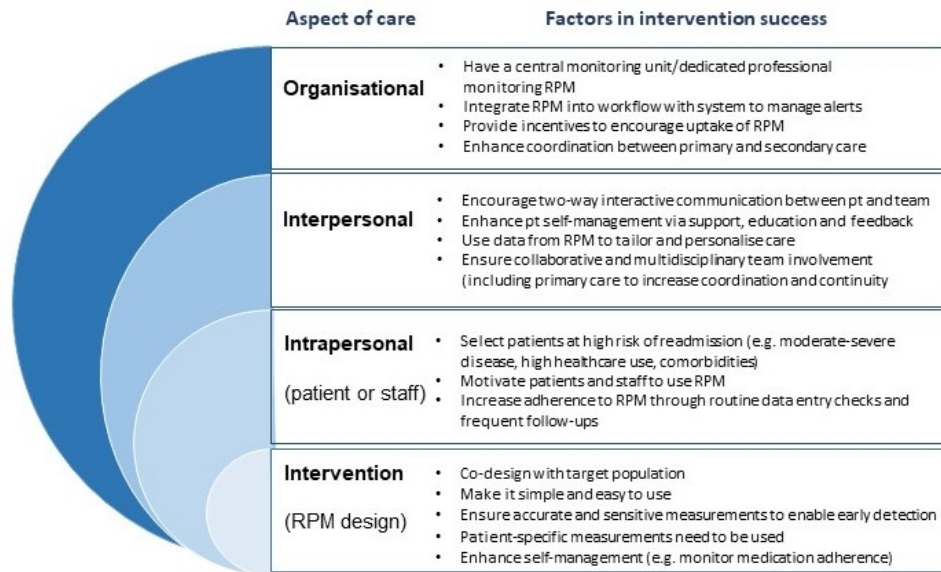 Aspect of care
Factors in intervention success
Organisational
• Have a central monitoring unit/dedicated professional
monitoring RPM
• Integrate RPM into workflow with system to manage alerts
• Provide incentives to encourage uptake of RPM
• Enhance coordination between primary and secondary care
Interpersonal
• Encourage two-way interactive communication between pt and team
• Enhance pt self-management via support, education and feedback
• Use data from RPM to tailor and personalise care
• Ensure collaborative and multidisciplinary team involvement
(including primary care to increase coordination and continuity
Intrapersonal
(patient or staff)
• Select patients at high risk of readmission (e.g. moderate-severe
disease, high healthcare use, comorbidities)
• Motivate patients and staff to use RPM
• Increase adherence to RPM through routine data entry checks and
frequent follow-ups
Intervention
(RPM design)
• Co-design with target population
• Make it simple and easy to use
• Ensure accurate and sensitive measurements to enable early detection
• Patient-specific measurements need to be used
• Enhance self-management (e.g. monitor medication adherence)